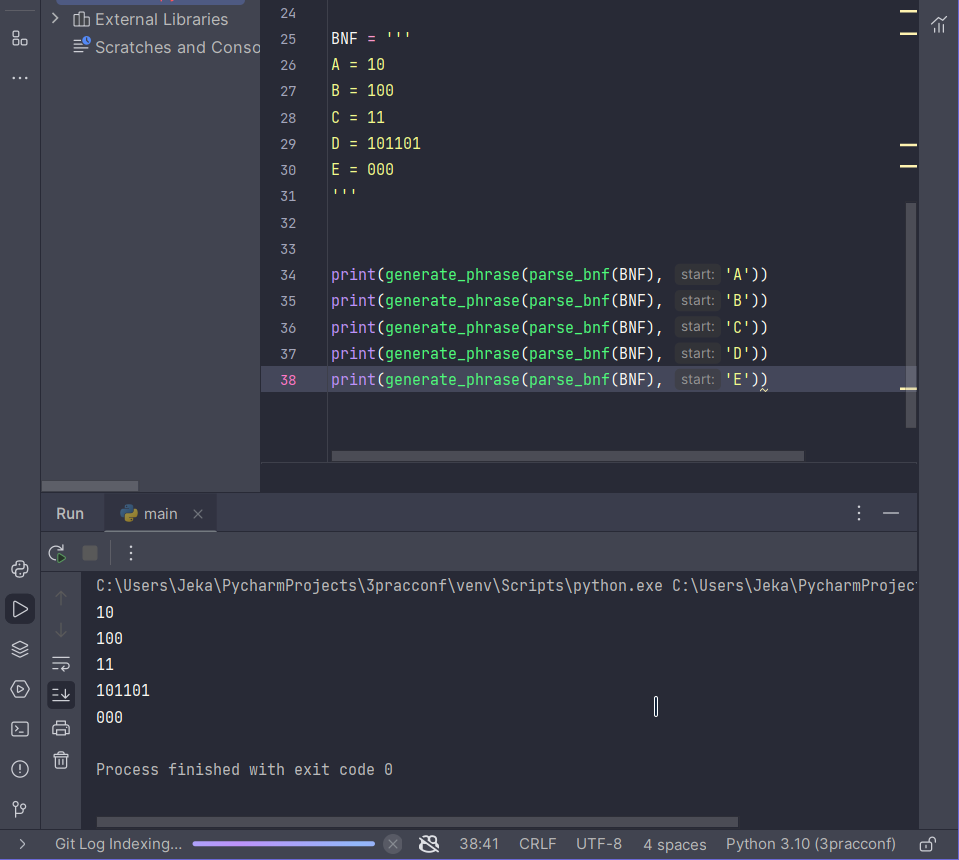 External Libraries
Scratches and Conso
24
25 BNF = '''
26 A = 10
27 B = 100
28 C = 11
29 D = 101101
30 E = 000
31 '''
32
33
34 print(generate_phrase(parse_bnf(BNF), start: 'A'))
35 print(generate_phrase(parse_bnf(BNF), start: 'B'))
36 print(generate_phrase(parse_bnf(BNF), start: 'C'))
37 print(generate_phrase(parse_bnf(BNF), start: 'D'))
38 print(generate_phrase(parse_bnf(BNF), start: 'E'))
Run main
C:\Users\Jeka\PycharmProjects\3pracconf\venv\Scripts\python.exe C:\Users\Jeka\PycharmProjec
10
100
11
101101
000
Process finished with exit code 0
Git Log Indexing... 38:41 CRLF UTF-8 4 spaces Python 3.10 (3pracconf)